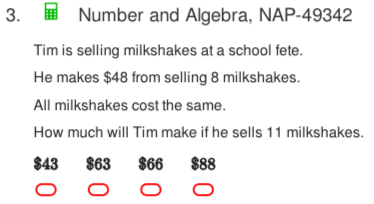 3. Number and Algebra, NAP-49342
Tim is selling milkshakes at a school fete.
He makes $48 from selling 8 milkshakes.
All milkshakes cost the same.
How much will Tim make if he sells 11 milkshakes.
$43 $63 $66 $88